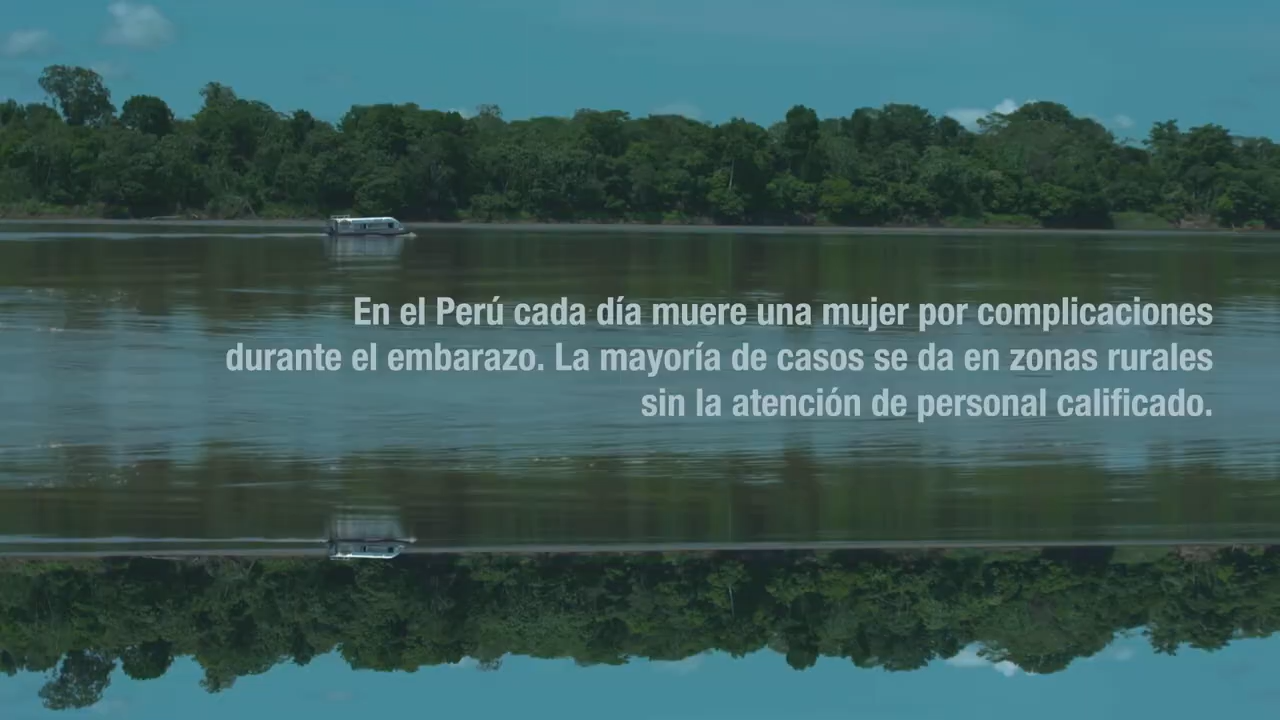 En el Perú cada día muere una mujer por complicaciones
durante el embarazo. La mayoría de casos se da en zonas rurales
sin la atención de personal calificado.